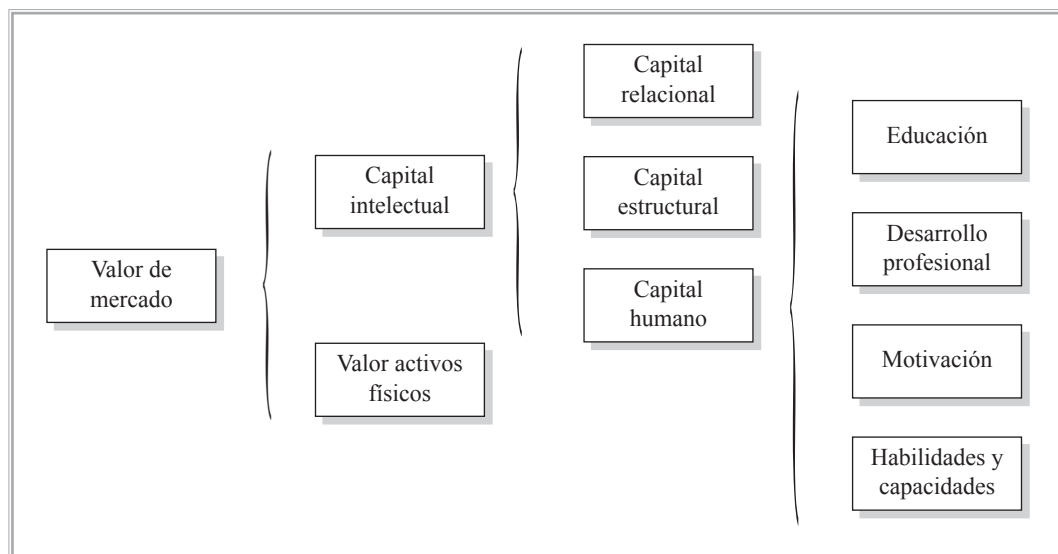 Valor de
mercado
Capital
intelectual
Valor activos
físicos
Capital
relacional
Capital
estructural
Capital
humano
Educación
Desarrollo
profesional
Motivación
Habilidades y
capacidades